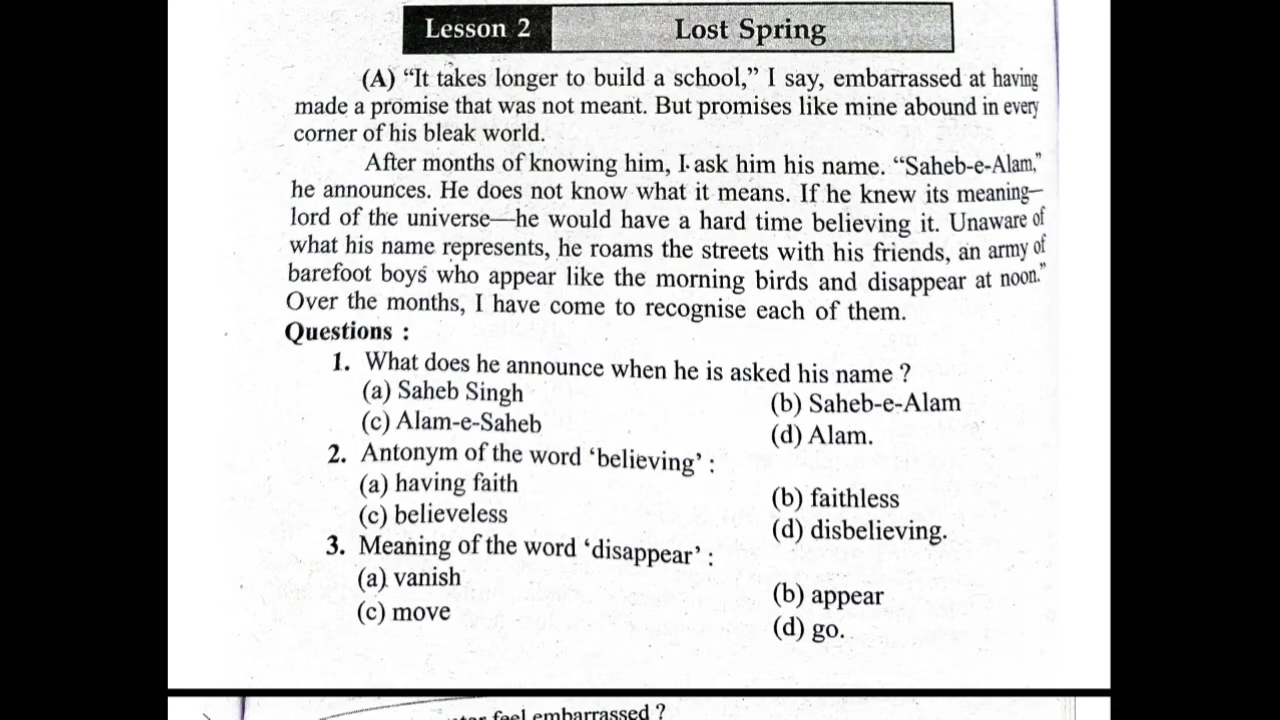 Lesson 2 Lost Spring
(A) “It takes longer to build a school,” I say, embarrassed at having
made a promise that was not meant. But promises like mine abound in every
corner of his bleak world.
After months of knowing him, I ask him his name. “Saheb-e-Alam,”
he announces. He does not know what it means. If he knew its meaning—
lord of the universe—he would have a hard time believing it. Unaware of
what his name represents, he roams the streets with his friends, an army of
barefoot boys who appear like the morning birds and disappear at noon.”
Over the months, I have come to recognise each of them.
Questions :
1. What does he announce when he is asked his name ?
(a) Saheb Singh (b) Saheb-e-Alam
(c) Alam-e-Saheb (d) Alam.
2. Antonym of the word ‘believing’ :
(a) having faith (b) faithless
(c) believeless (d) disbelieving.
3. Meaning of the word ‘disappear’ :
(a) vanish (b) appear
(c) move (d) go.
feel embarrassed ?